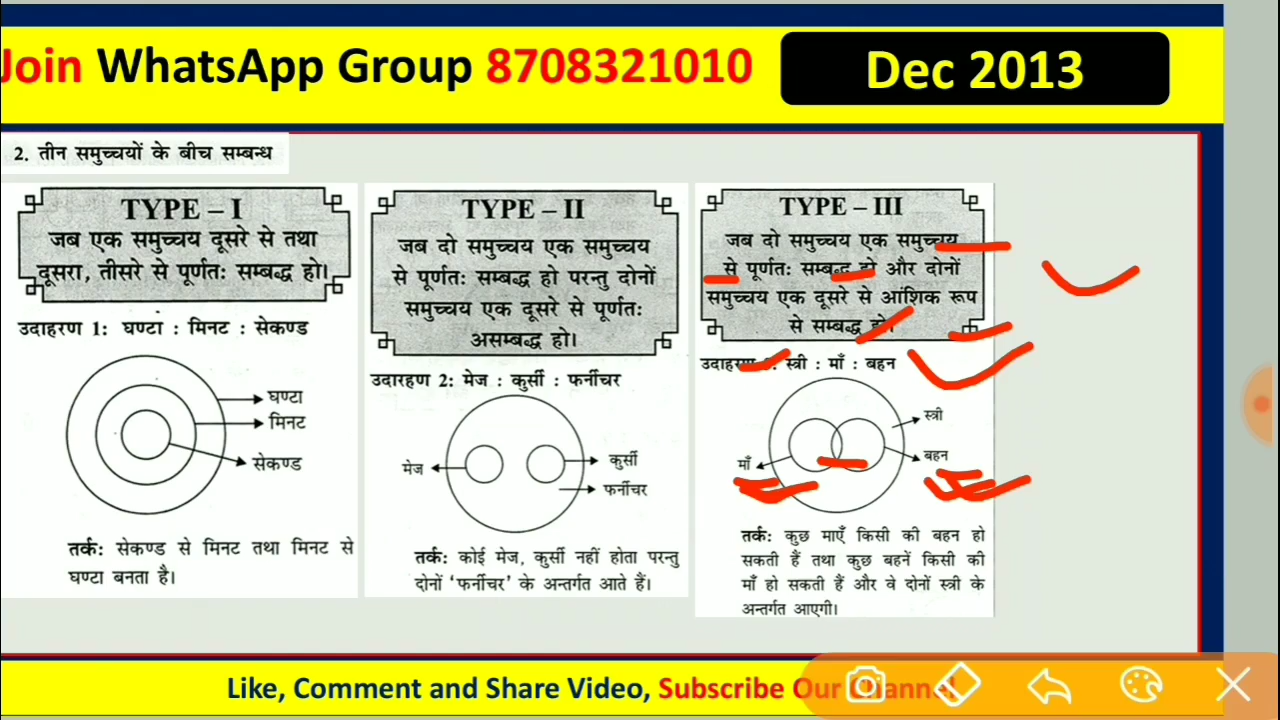 Join WhatsApp Group 8708321010
Dec 2013
2. तीन समुच्चयों के बीच सम्बन्ध
TYPE – I
जब एक समुच्चय दूसरे से तथा
दूसरा, तीसरे से पूर्णतः सम्बद्ध हो।
उदाहरण 1: घण्टा : मिनट : सेकण्ड
घण्टा
मिनट
सेकण्ड
तर्क: सेकण्ड से मिनट तथा मिनट से
घण्टा बनता है।
TYPE – II
जब दो समुच्चय एक समुच्चय
से पूर्णतः सम्बद्ध हो परन्तु दोनों
समुच्चय एक दूसरे से पूर्णतः
असम्बद्ध हो।
उदारहण 2: मेज : कुर्सी : फर्नीचर
मेज
कुर्सी
फर्नीचर
तर्क: कोई मेज, कुर्सी नहीं होता परन्तु
दोनों ‘फर्नीचर’ के अन्तर्गत आते हैं।
TYPE – III
जब दो समुच्चय एक समुच्चय
से पूर्णतः सम्बद्ध हो और दोनों
समुच्चय एक दूसरे से आंशिक रूप
से सम्बद्ध हो।
उदाहरण : स्त्री : माँ : बहन
स्त्री
माँ
बहन
तर्क: कुछ माएँ किसी की बहन हो
सकती हैं तथा कुछ बहनें किसी की
माँ हो सकती हैं और वे दोनों स्त्री के
अन्तर्गत आएगी।
Like, Comment and Share Video, Subscribe Our Channel